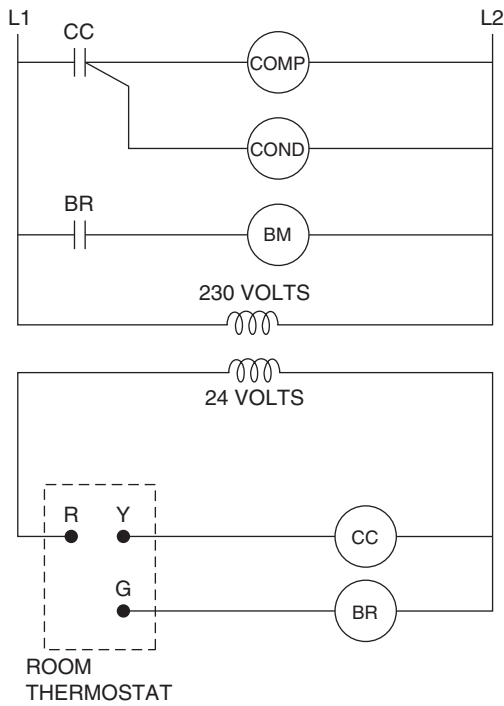 L1
L2
CC
COMP
COND
BR
BM
230 VOLTS
24 VOLTS
R
Y
CC
G
BR
ROOM
THERMOSTAT